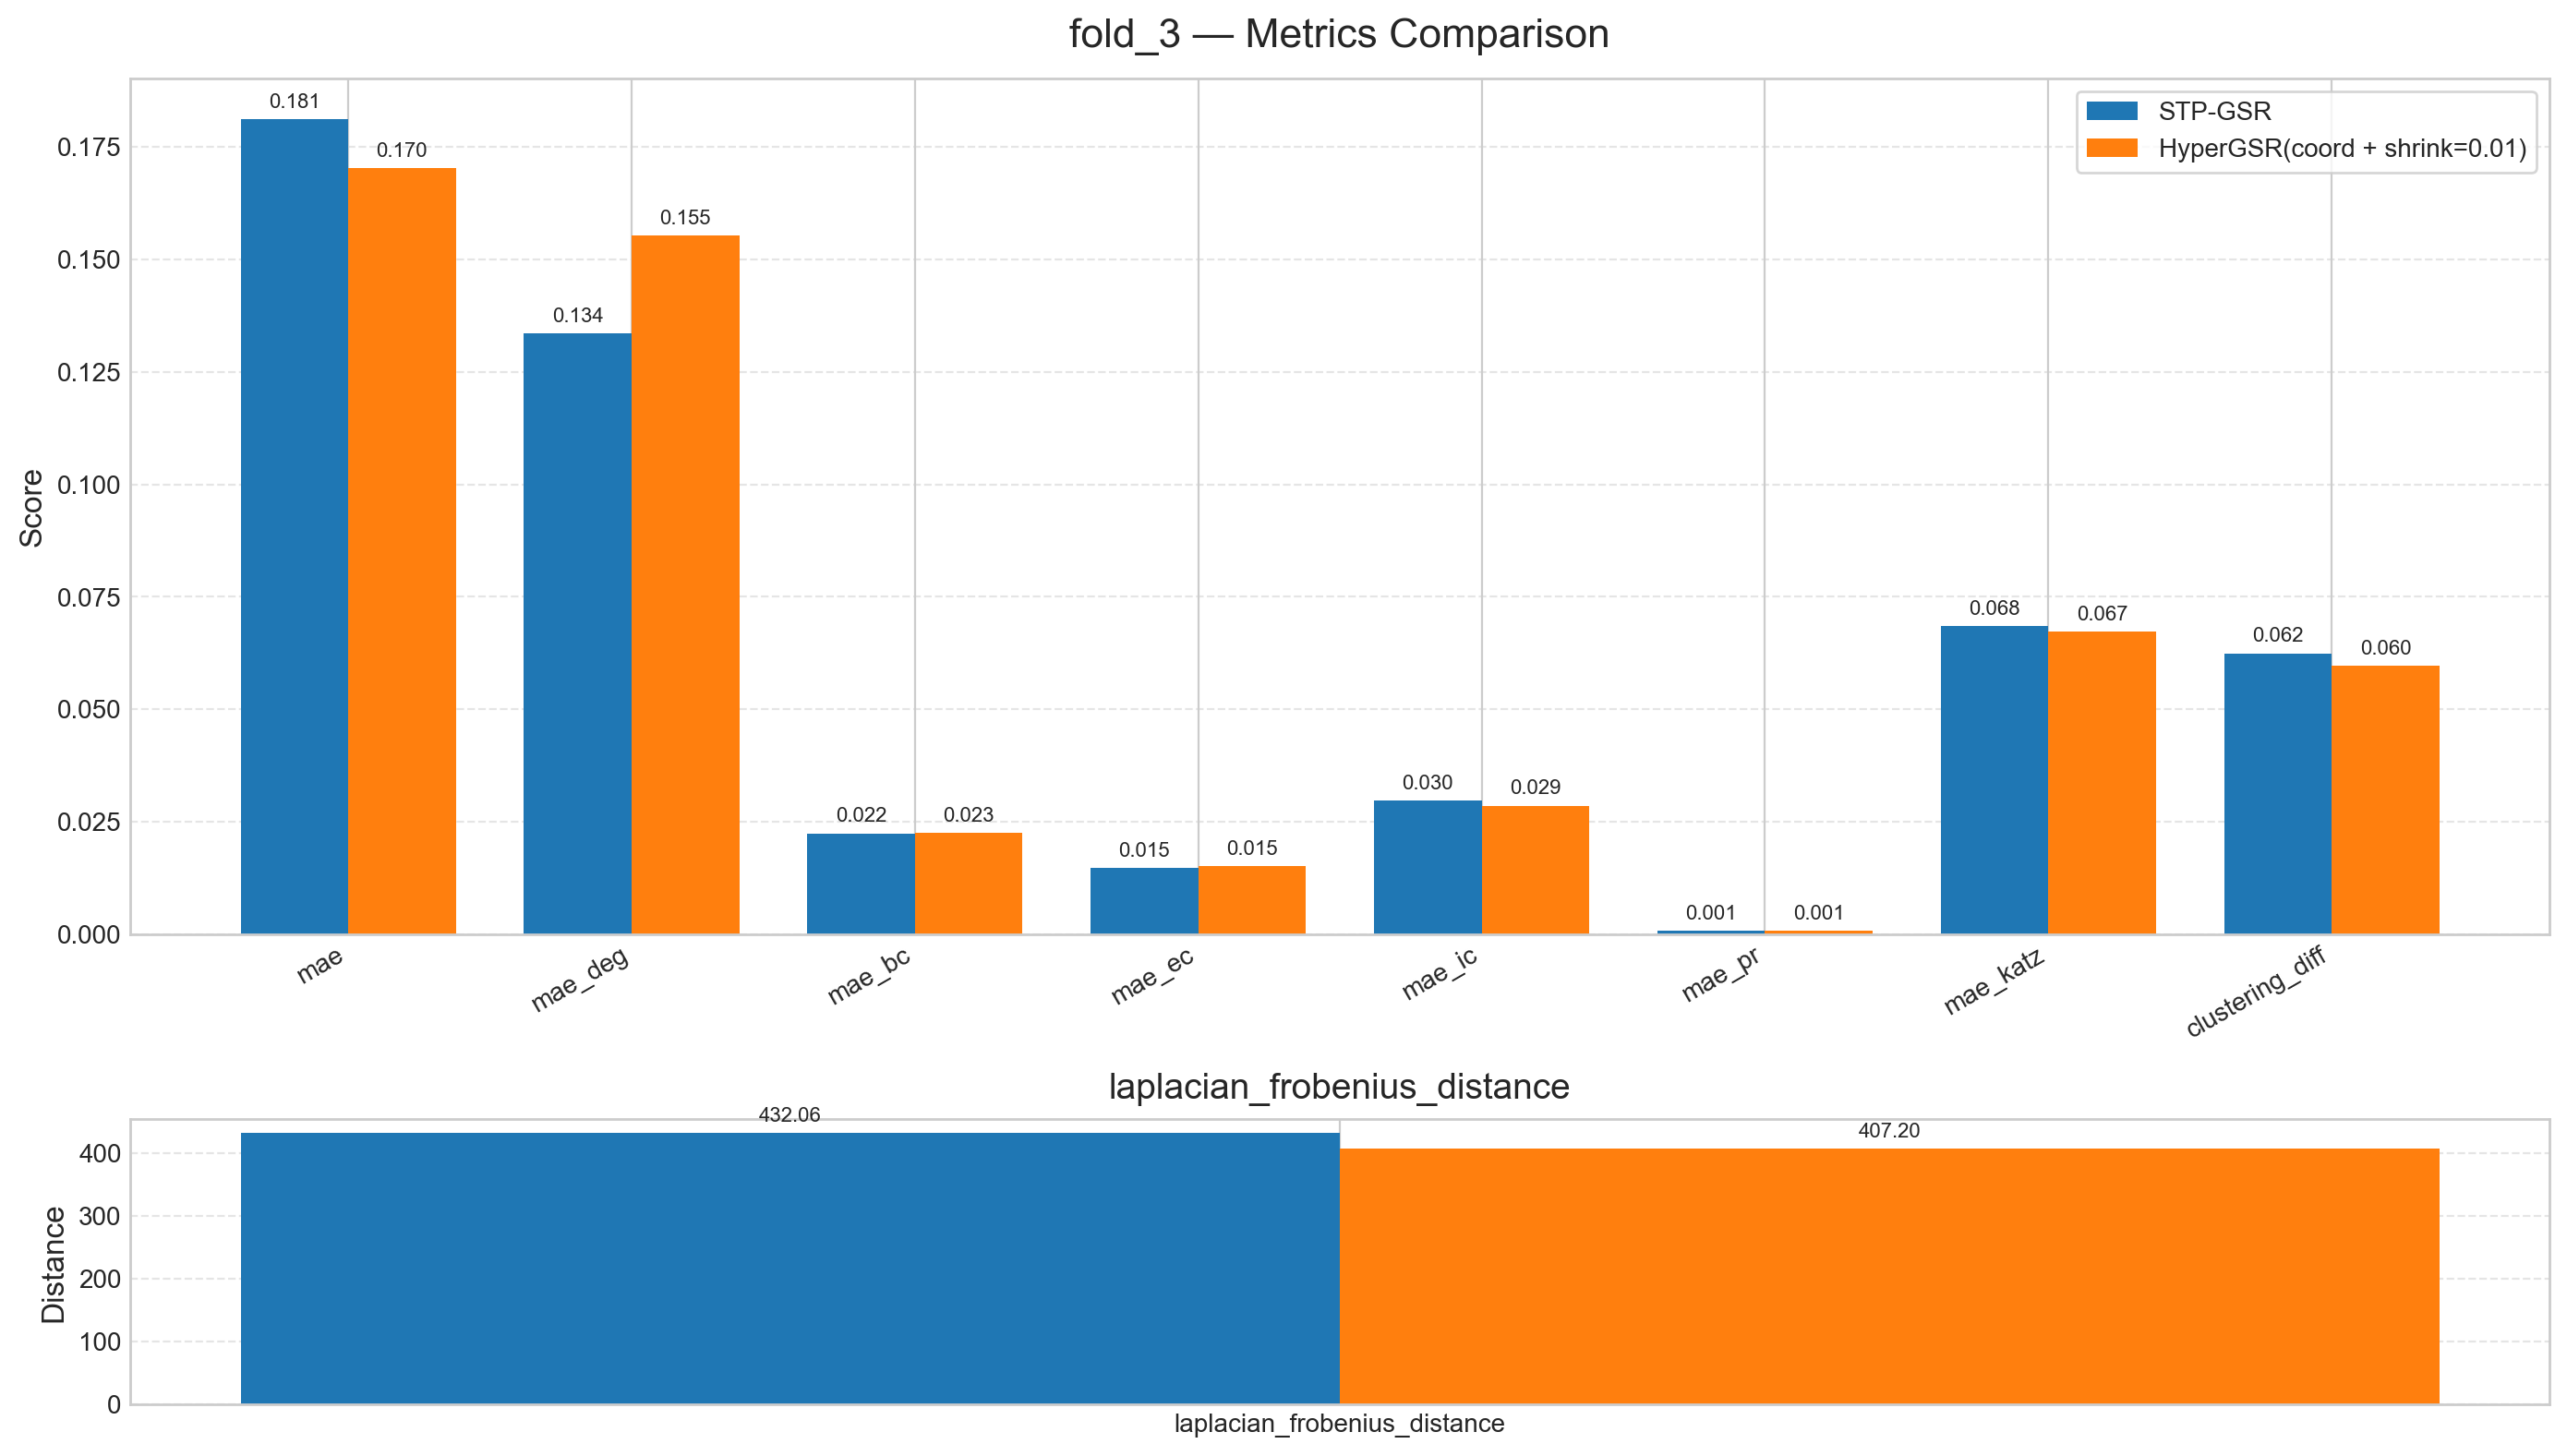 fold_3 — Metrics Comparison
STP-GSR
HyperGSR(coord + shrink=0.01)
Score
0.175
0.150
0.125
0.100
0.075
0.050
0.025
0.000
0.181
0.170
0.134
0.155
0.022
0.023
0.015
0.015
0.030
0.029
0.001
0.001
0.068
0.067
0.062
0.060
mae
mae_deg
mae_bc
mae_ec
mae_ic
mae_pr
mae_katz
clustering_diff
laplacian_frobenius_distance
Distance
400
300
200
100
0
432.06
407.20
laplacian_frobenius_distance